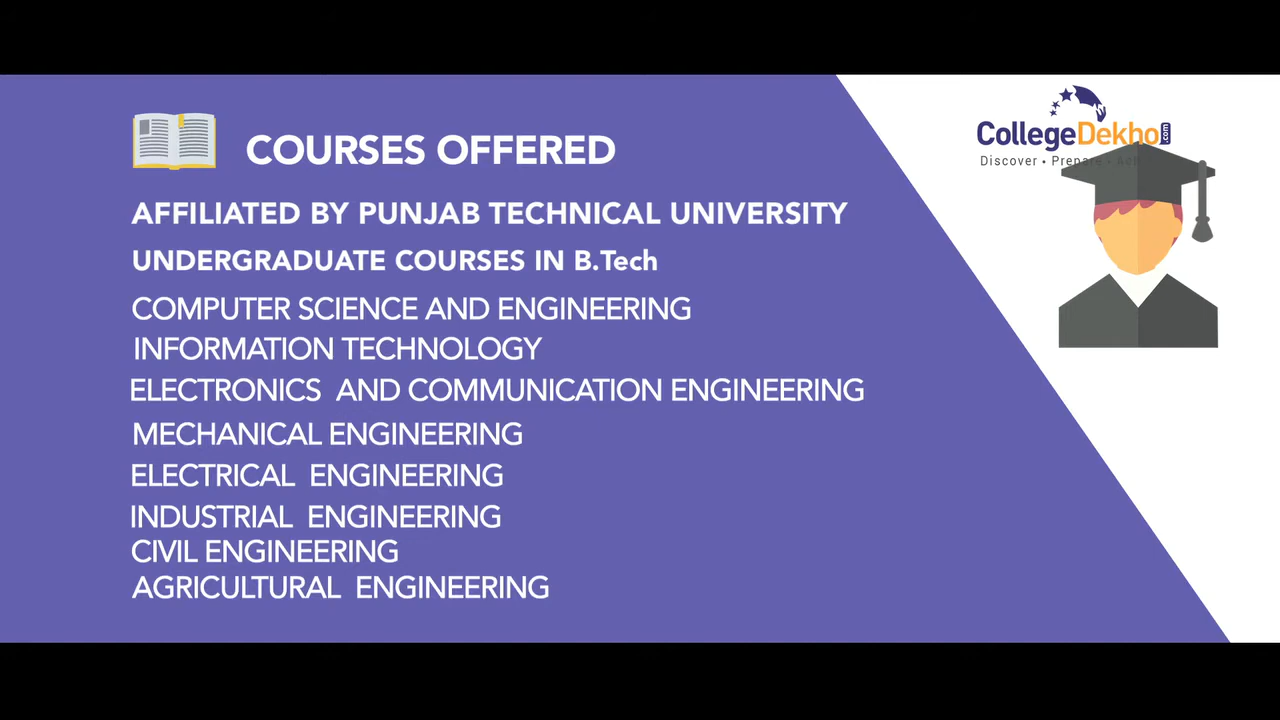 COURSES OFFERED
AFFILIATED BY PUNJAB TECHNICAL UNIVERSITY
UNDERGRADUATE COURSES IN B.Tech
COMPUTER SCIENCE AND ENGINEERING
INFORMATION TECHNOLOGY
ELECTRONICS AND COMMUNICATION ENGINEERING
MECHANICAL ENGINEERING
ELECTRICAL ENGINEERING
INDUSTRIAL ENGINEERING
CIVIL ENGINEERING
AGRICULTURAL ENGINEERING
CollegeDekho.com
Discover •